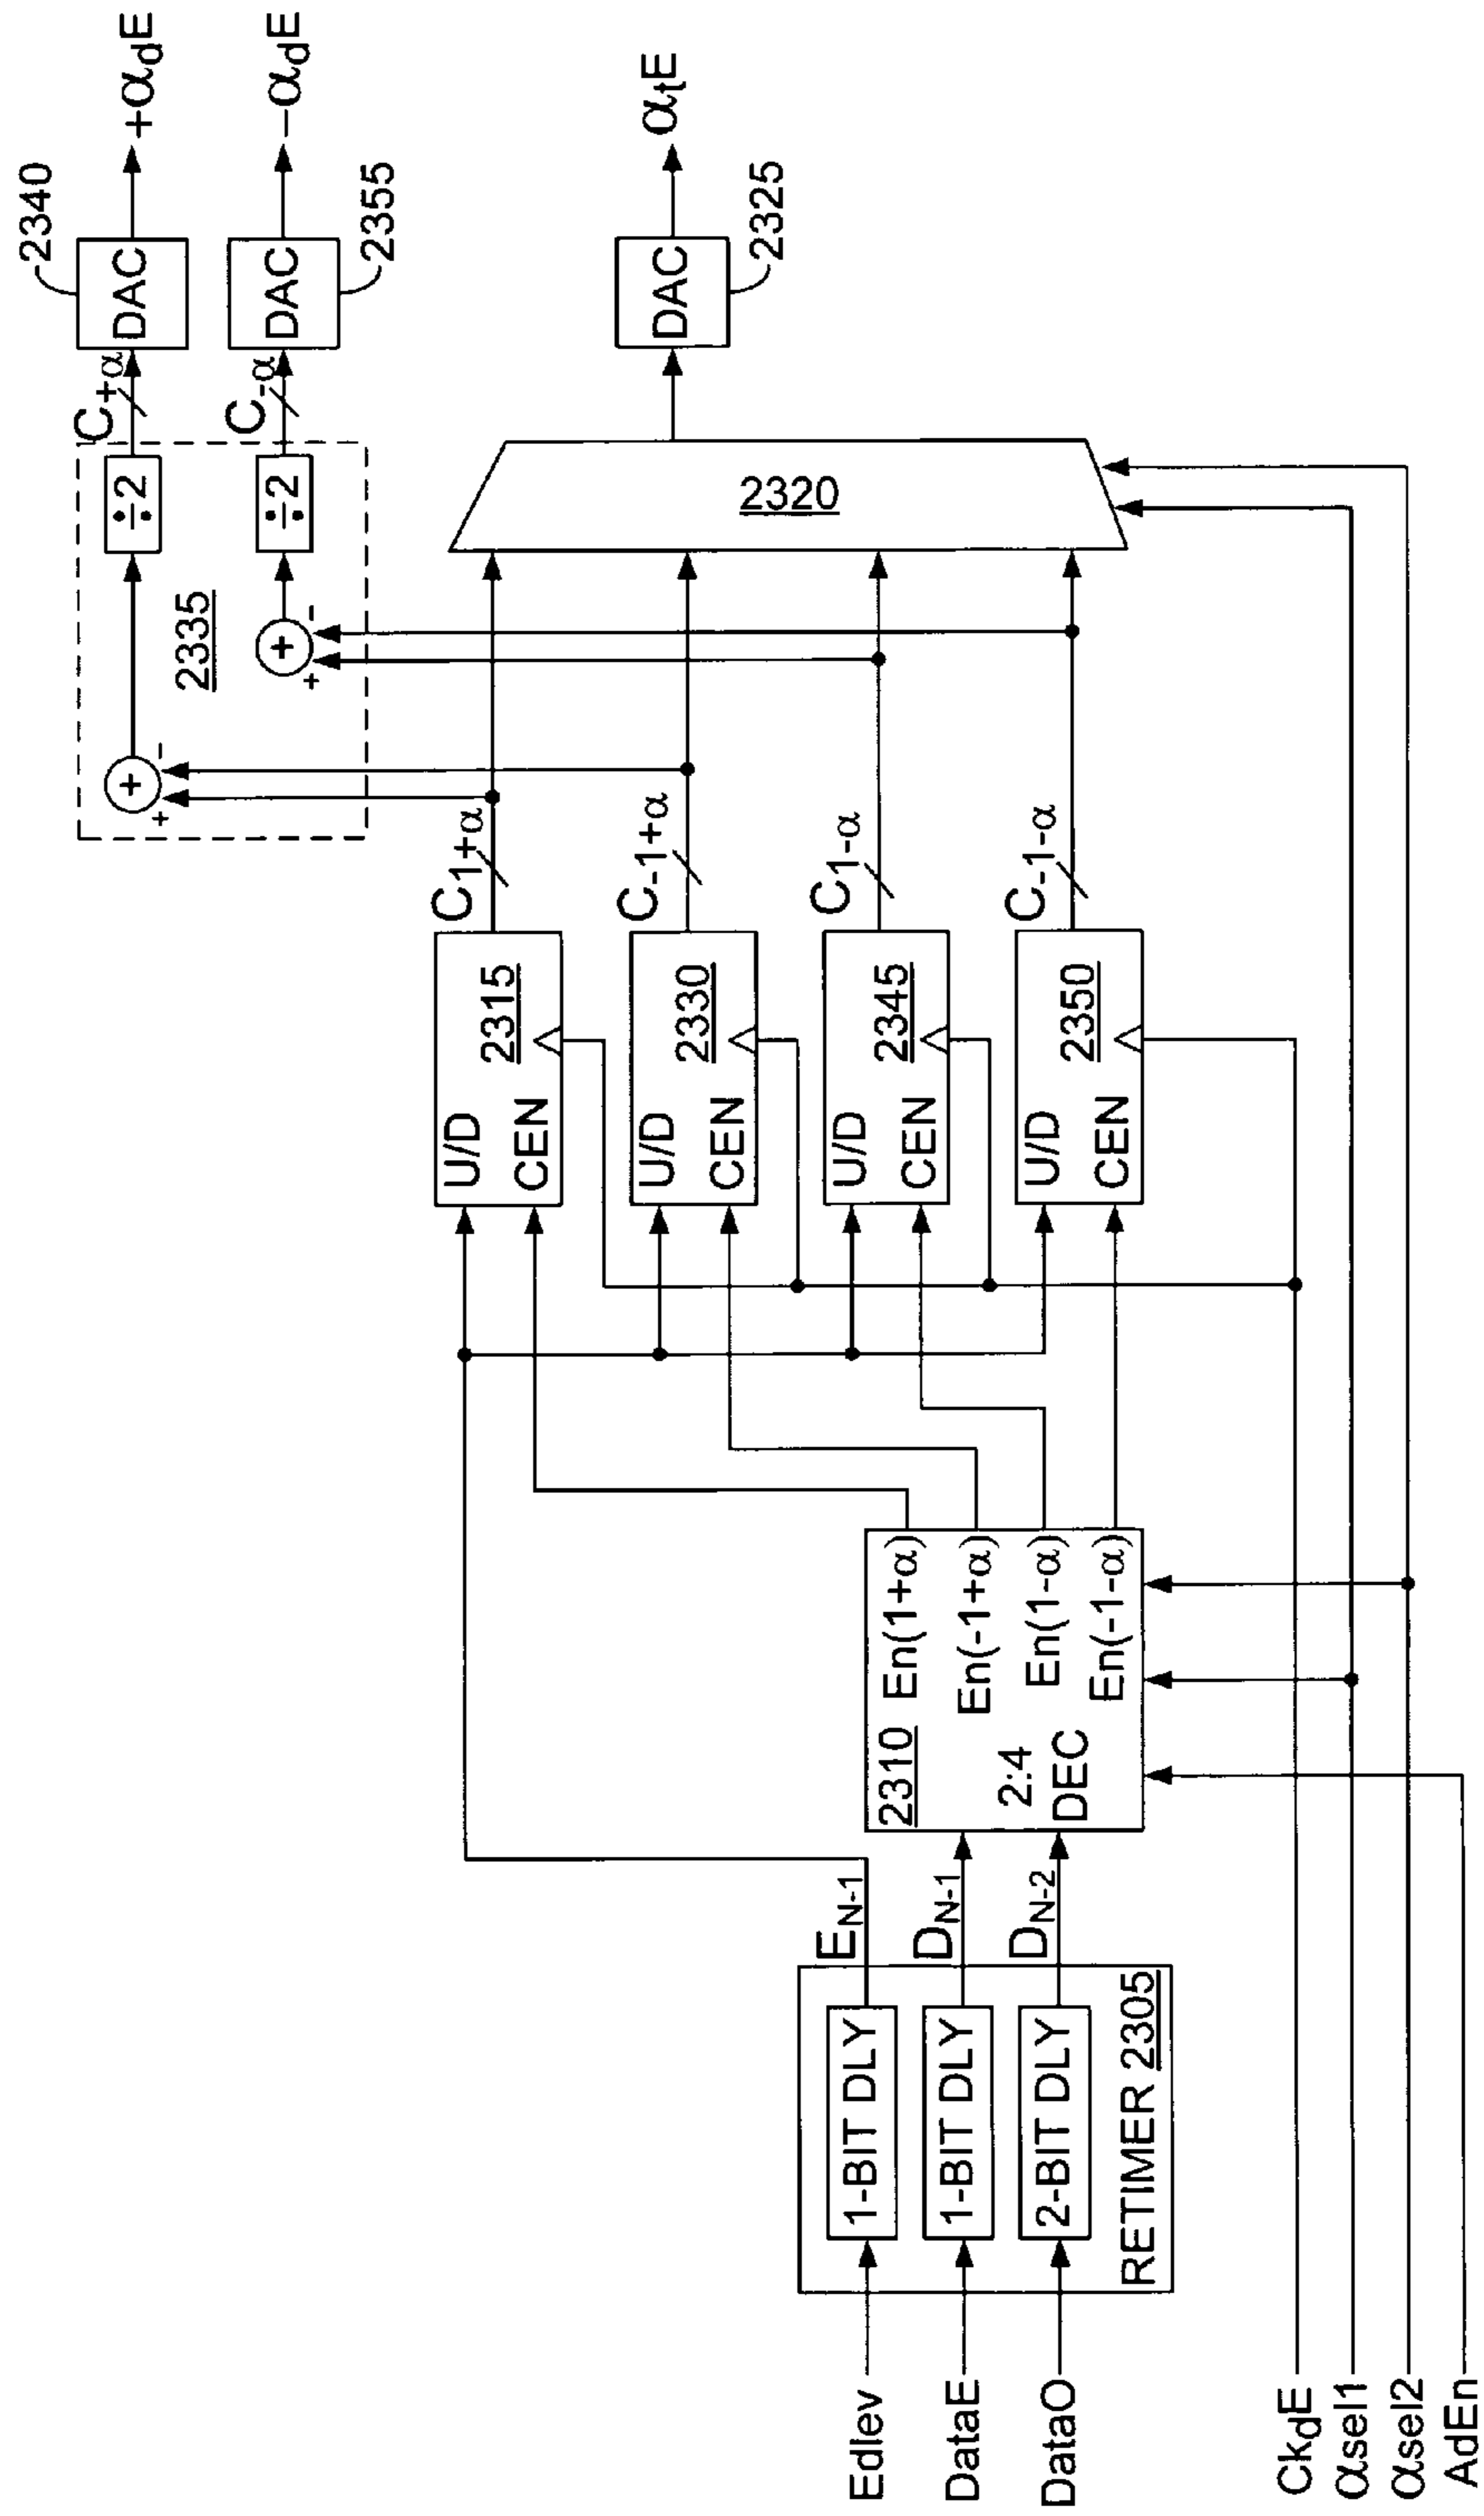 Edlev
DataE
DataO
CkdE
αsel1
αsel2
AdEn
1-BIT DLY
1-BIT DLY
2-BIT DLY
RETIMER 2305
EN-1
DN-1
DN-2
2310
2:4
DEC
En(1+α)
En(-1+α)
En(1-α)
En(-1-α)
U/D
CEN
2315
U/D
CEN
2330
U/D
CEN
2345
U/D
CEN
2350
C1+α
C-1+α
C1-α
C-1-α
+
+
-
+
+
-
2335
÷2
÷2
2320
C+α
C-α
DAC
2340
DAC
2355
DAC
2325
+αdE
−αdE
αtE